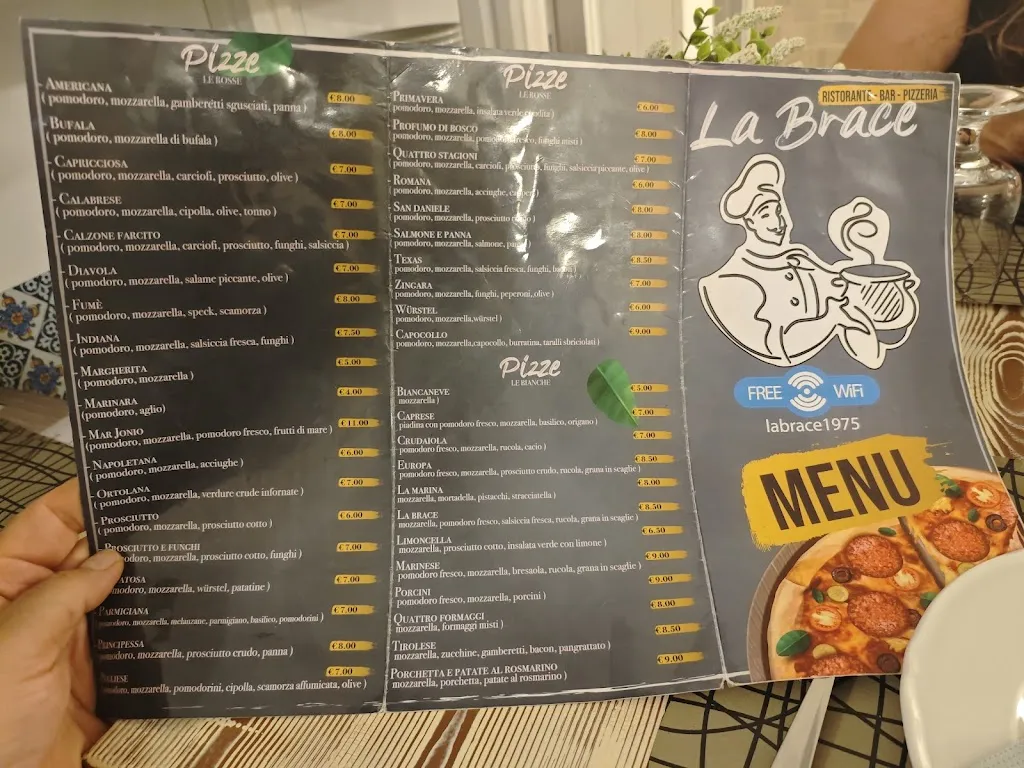 Pizze
LE ROSSE
- AMERICANA
( pomodoro, mozzarella, gamberetti sgusciati, panna )
€ 8.00
- BUFALA
( pomodoro, mozzarella di bufala )
€ 8.00
- CAPRICCIOSA
( pomodoro, mozzarella, carciofi, prosciutto, olive )
€ 7.00
- CALABRESE
( pomodoro, mozzarella, cipolla, olive, tonno )
€ 7.00
- CALZONE FARCITO
( pomodoro, mozzarella, carciofi, prosciutto, funghi, salsiccia )
€ 7.00
- DIAVOLA
( pomodoro, mozzarella, salame piccante, olive )
€ 7.00
- FUMÈ
( pomodoro, mozzarella, speck, scamorza )
€ 8.00
- INDIANA
( pomodoro, mozzarella, salsiccia fresca, funghi )
€ 7.50
- MARGHERITA
( pomodoro, mozzarella )
€ 5.00
- MARINARA
(pomodoro, aglio)
€ 4.00
- MAR JONIO
(pomodoro, mozzarella, pomodoro fresco, frutti di mare )
€ 11.00
- NAPOLETANA
( pomodoro, mozzarella, acciughe )
€ 6.00
- ORTOLANA
( pomodoro, mozzarella, verdure crude infornate )
€ 7.00
- PROSCIUTTO
( pomodoro, mozzarella, prosciutto cotto )
€ 6.00
PROSCIUTTO E FUNGHI
mozzarella, prosciutto cotto, funghi )
€ 7.00
mozzarella, würstel, patatine )
€ 7.00
PARMIGIANA
pomodoro, mozzarella, melanzane, parmigiano, basilico, pomodorini )
€ 7.00
PRINCIPESSA
mozzarella, prosciutto crudo, panna )
€ 8.00
mozzarella, pomodorini, cipolla, scamorza affumicata, olive )
€ 7.00
Pizze
LE ROSSE
PRIMAVERA
pomodoro, mozzarella, insalata verde condita )
€ 6.00
PROFUMO DI BOSCO
pomodoro, mozzarella, pomodoro fresco, funghi misti )
€ 8.00
QUATTRO STAGIONI
(pomodoro, mozzarella, carciofi, prosciutto, funghi, salsiccia piccante, olive )
€ 7.00
ROMANA
(pomodoro, mozzarella, acciughe, capperi )
€ 6.00
SAN DANIELE
pomodoro, mozzarella, prosciutto crudo )
€ 8.00
SALMONE E PANNA
pomodoro, mozzarella, salmone, panna )
€ 8.00
TEXAS
(pomodoro, mozzarella, salsiccia fresca, funghi, bacon )
€ 8.50
ZINGARA
(pomodoro, mozzarella, funghi, peperoni, olive )
€ 7.00
WÜRSTEL
pomodoro, mozzarella,würstel )
€ 6.00
CAPOCOLLO
pomodoro, mozzarella,capocollo, burratina, taralli sbriciolati )
€ 9.00
Pizze
LE BIANCHE
BIANCANEVE
mozzarella )
€ 5.00
CAPRESE
piadina con pomodoro fresco, mozzarella, basilico, origano )
€ 7.00
CRUDAIOLA
pomodoro fresco, mozzarella, rucola, cacio )
€ 7.00
EUROPA
pomodoro fresco, mozzarella, prosciutto crudo, rucola, grana in scaglie )
€ 8.50
LA MARINA
mozzarella, mortadella, pistacchi, stracciatella )
€ 8.00
LA BRACE
mozzarella, pomodoro fresco, salsiccia fresca, rucola, grana in scaglie )
€ 8.50
LIMONCELLA
mozzarella, prosciutto cotto, insalata verde con limone )
€ 6.50
MARINESE
pomodoro fresco, mozzarella, bresaola, rucola, grana in scaglie )
€ 9.00
PORCINI
pomodoro fresco, mozzarella, porcini )
€ 9.00
QUATTRO FORMAGGI
mozzarella, formaggi misti )
€ 8.00
TIROLESE
mozzarella, zucchine, gamberetti, bacon, pangrattato )
€ 8.50
PORCHETTA E PATATE AL ROSMARINO
mozzarella, porchetta, patate al rosmarino )
€ 9.00
RISTORANTE - BAR - PIZZERIA
La Brace
FREE WiFi
labrace1975
MENU